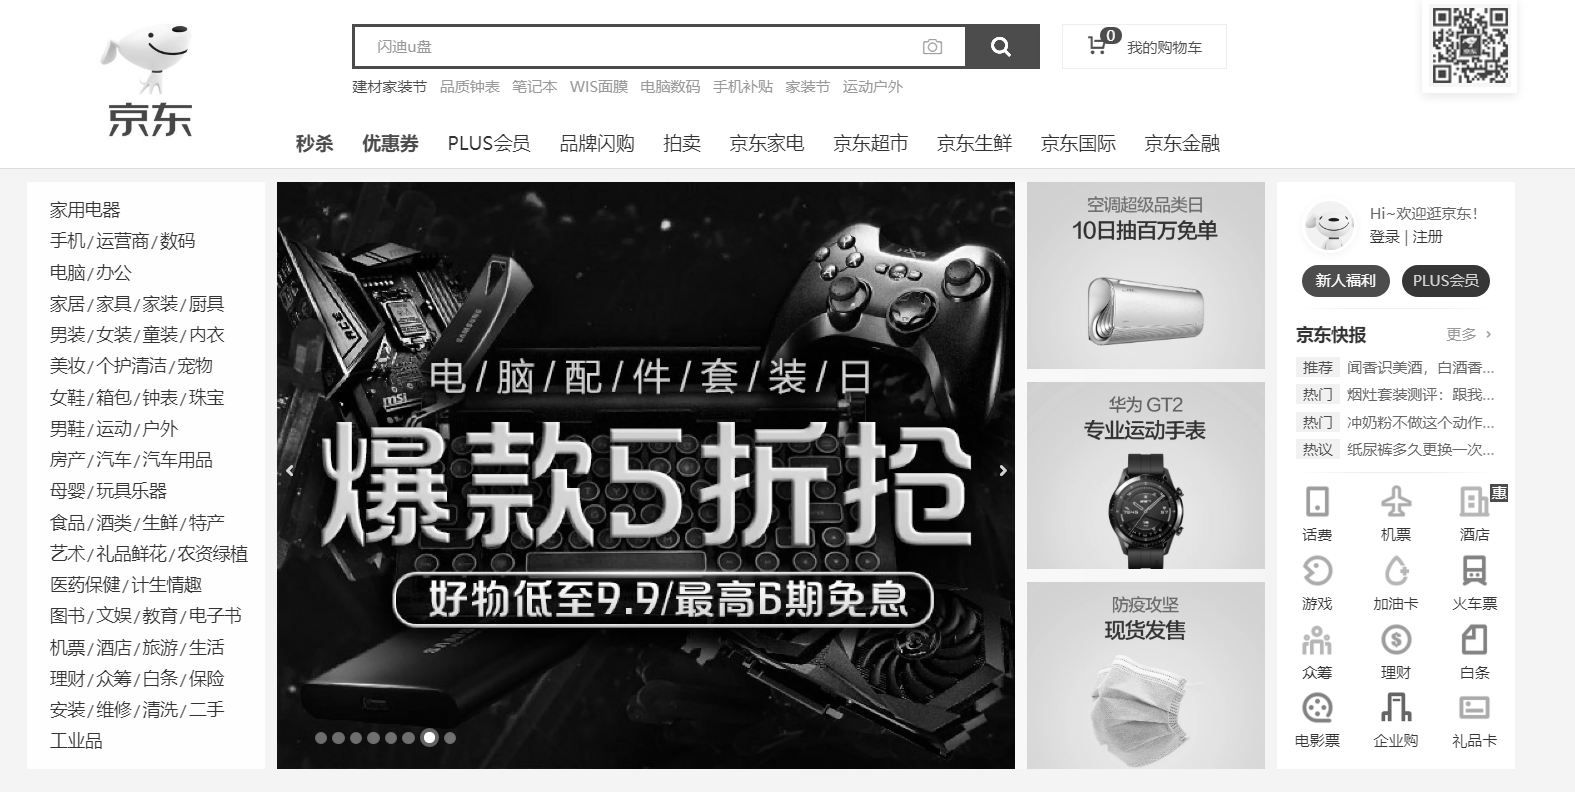 京东
闪迪u盘
0
我的购物车
建材家装节 品质钟表 笔记本 WIS面膜 电脑数码 手机补贴 家装节 运动户外
秒杀 优惠券 PLUS会员 品牌闪购 拍卖 京东家电 京东超市 京东生鲜 京东国际 京东金融
家用电器
手机/运营商/数码
电脑/办公
家居/家具/家装/厨具
男装/女装/童装/内衣
美妆/个护清洁/宠物
女鞋/箱包/钟表/珠宝
男鞋/运动/户外
房产/汽车/汽车用品
母婴/玩具乐器
食品/酒类/生鲜/特产
艺术/礼品鲜花/农资绿植
医药保健/计生情趣
图书/文娱/教育/电子书
机票/酒店/旅游/生活
理财/众筹/白条/保险
安装/维修/清洗/二手
工业品
SAMSUNG
msi
电/脑/配/件/套/装/日
爆款5折抢
好物低至9.9/最高6期免息
空调超级品类日
10日抽百万免单
华为 GT2
专业运动手表
防疫攻坚
现货发售
Hi~欢迎逛京东!
登录 | 注册
新人福利 PLUS会员
京东快报 更多 ›
推荐 闻香识美酒，白酒香...
热门 烟灶套装测评：跟我...
热门 冲奶粉不做这个动作...
热议 纸尿裤多久更换一次...
惠
话费 机票 酒店
游戏 加油卡 火车票
众筹 理财 白条
电影票 企业购 礼品卡